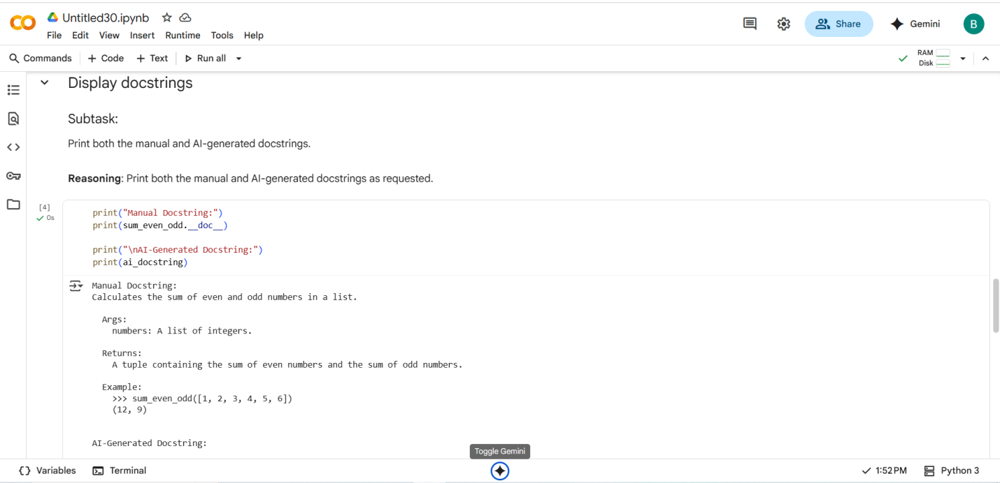 Untitled30.ipynb
File Edit View Insert Runtime Tools Help
Share
Gemini
B
Commands + Code + Text Run all
RAM
Disk
Display docstrings
Subtask:
Print both the manual and AI-generated docstrings.
Reasoning: Print both the manual and AI-generated docstrings as requested.
[4]
0s
print("Manual Docstring:")
print(sum_even_odd.__doc__)
print("\nAI-Generated Docstring:")
print(ai_docstring)
Manual Docstring:
Calculates the sum of even and odd numbers in a list.
Args:
numbers: A list of integers.
Returns:
A tuple containing the sum of even numbers and the sum of odd numbers.
Example:
>>> sum_even_odd([1, 2, 3, 4, 5, 6])
(12, 9)
AI-Generated Docstring:
Toggle Gemini
{} Variables Terminal
1:52 PM Python 3